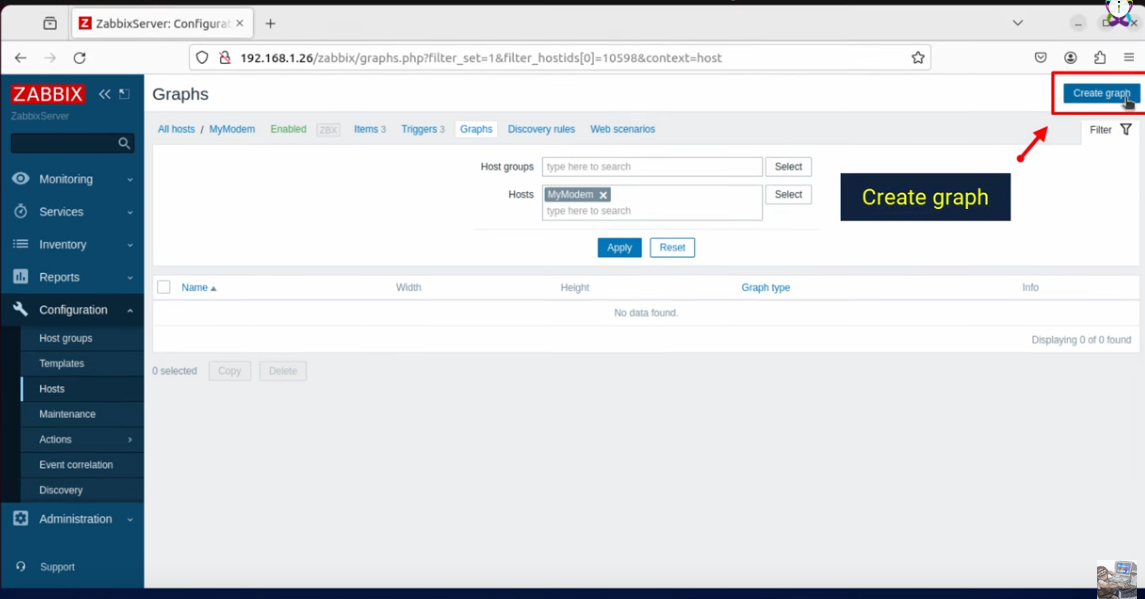 ZabbixServer: Configurat
192.168.1.26/zabbix/graphs.php?filter_set=1&filter_hostids[0]=10598&context=host
ZABBIX
ZabbixServer
Graphs
Create graph
All hosts / MyModem Enabled ZBX Items 3 Triggers 3 Graphs Discovery rules Web scenarios
Filter
Host groups type here to search Select
Hosts MyModem Select
type here to search
Create graph
Apply Reset
Name Width Height Graph type Info
No data found.
Displaying 0 of 0 found
0 selected Copy Delete
Monitoring
Services
Inventory
Reports
Configuration
Host groups
Templates
Hosts
Maintenance
Actions
Event correlation
Discovery
Administration
Support